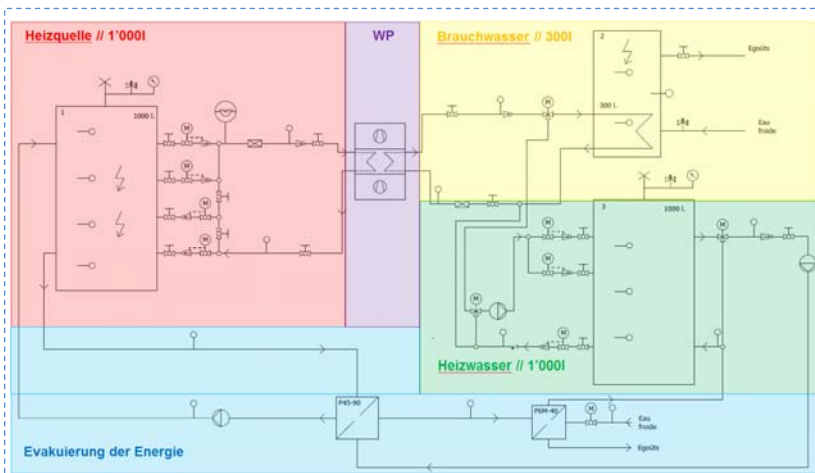 Heizquelle // 1'000l
WP
Brauchwasser // 300l
1
1000 L
M
M
M
M
2
300 L
Egoûts
Eau
froide
M
3
1000 L
M
M
M
M
M
Heizwasser // 1'000l
P45-90
P6M-40
M
Eau
froide
Egoûts
Evakuierung der Energie